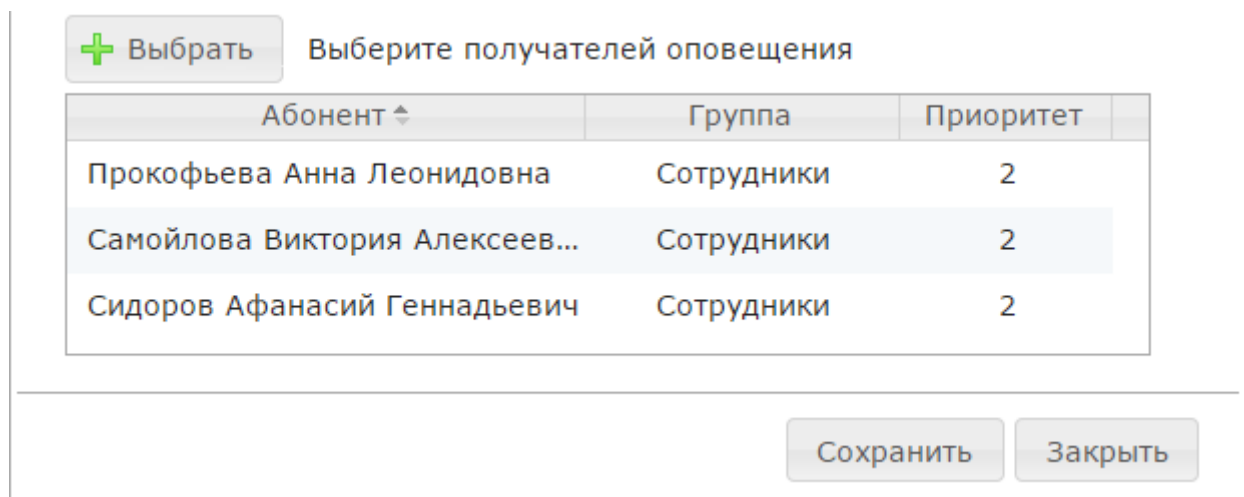 Выбрать Выберите получателей оповещения
Абонент Группа Приоритет
Прокофьева Анна Леонидовна Сотрудники 2
Самойлова Виктория Алексеев... Сотрудники 2
Сидоров Афанасий Геннадьевич Сотрудники 2
Сохранить Закрыть